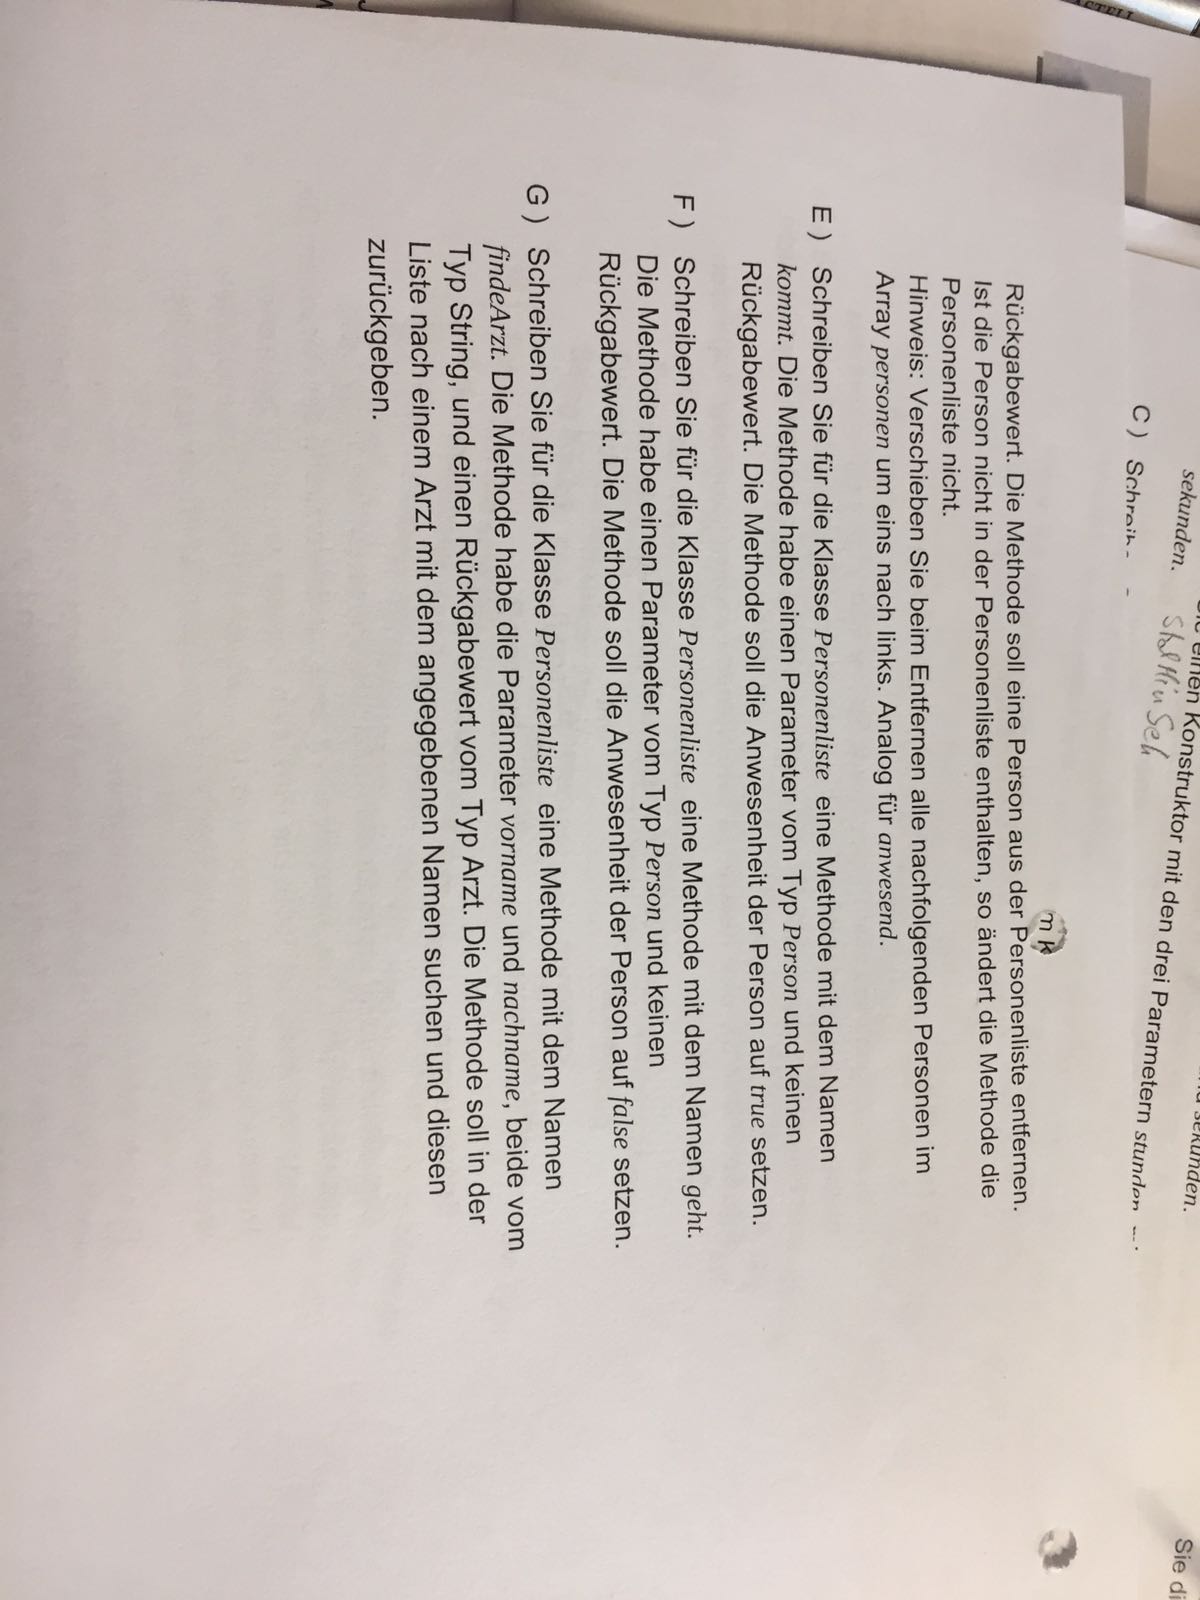 sekunden.
einen Konstruktor mit den drei Parametern stunden
sekunden.
Sie di
C ) Schreib
m k
Rückgabewert. Die Methode soll eine Person aus der Personenliste entfernen.
Ist die Person nicht in der Personenliste enthalten, so ändert die Methode die
Personenliste nicht.
Hinweis: Verschieben Sie beim Entfernen alle nachfolgenden Personen im
Array personen um eins nach links. Analog für anwesend.
E ) Schreiben Sie für die Klasse Personenliste eine Methode mit dem Namen
kommt. Die Methode habe einen Parameter vom Typ Person und keinen
Rückgabewert. Die Methode soll die Anwesenheit der Person auf true setzen.
F ) Schreiben Sie für die Klasse Personenliste eine Methode mit dem Namen geht.
Die Methode habe einen Parameter vom Typ Person und keinen
Rückgabewert. Die Methode soll die Anwesenheit der Person auf false setzen.
G ) Schreiben Sie für die Klasse Personenliste eine Methode mit dem Namen
findeArzt. Die Methode habe die Parameter vorname und nachname, beide vom
Typ String, und einen Rückgabewert vom Typ Arzt. Die Methode soll in der
Liste nach einem Arzt mit dem angegebenen Namen suchen und diesen
zurückgeben.